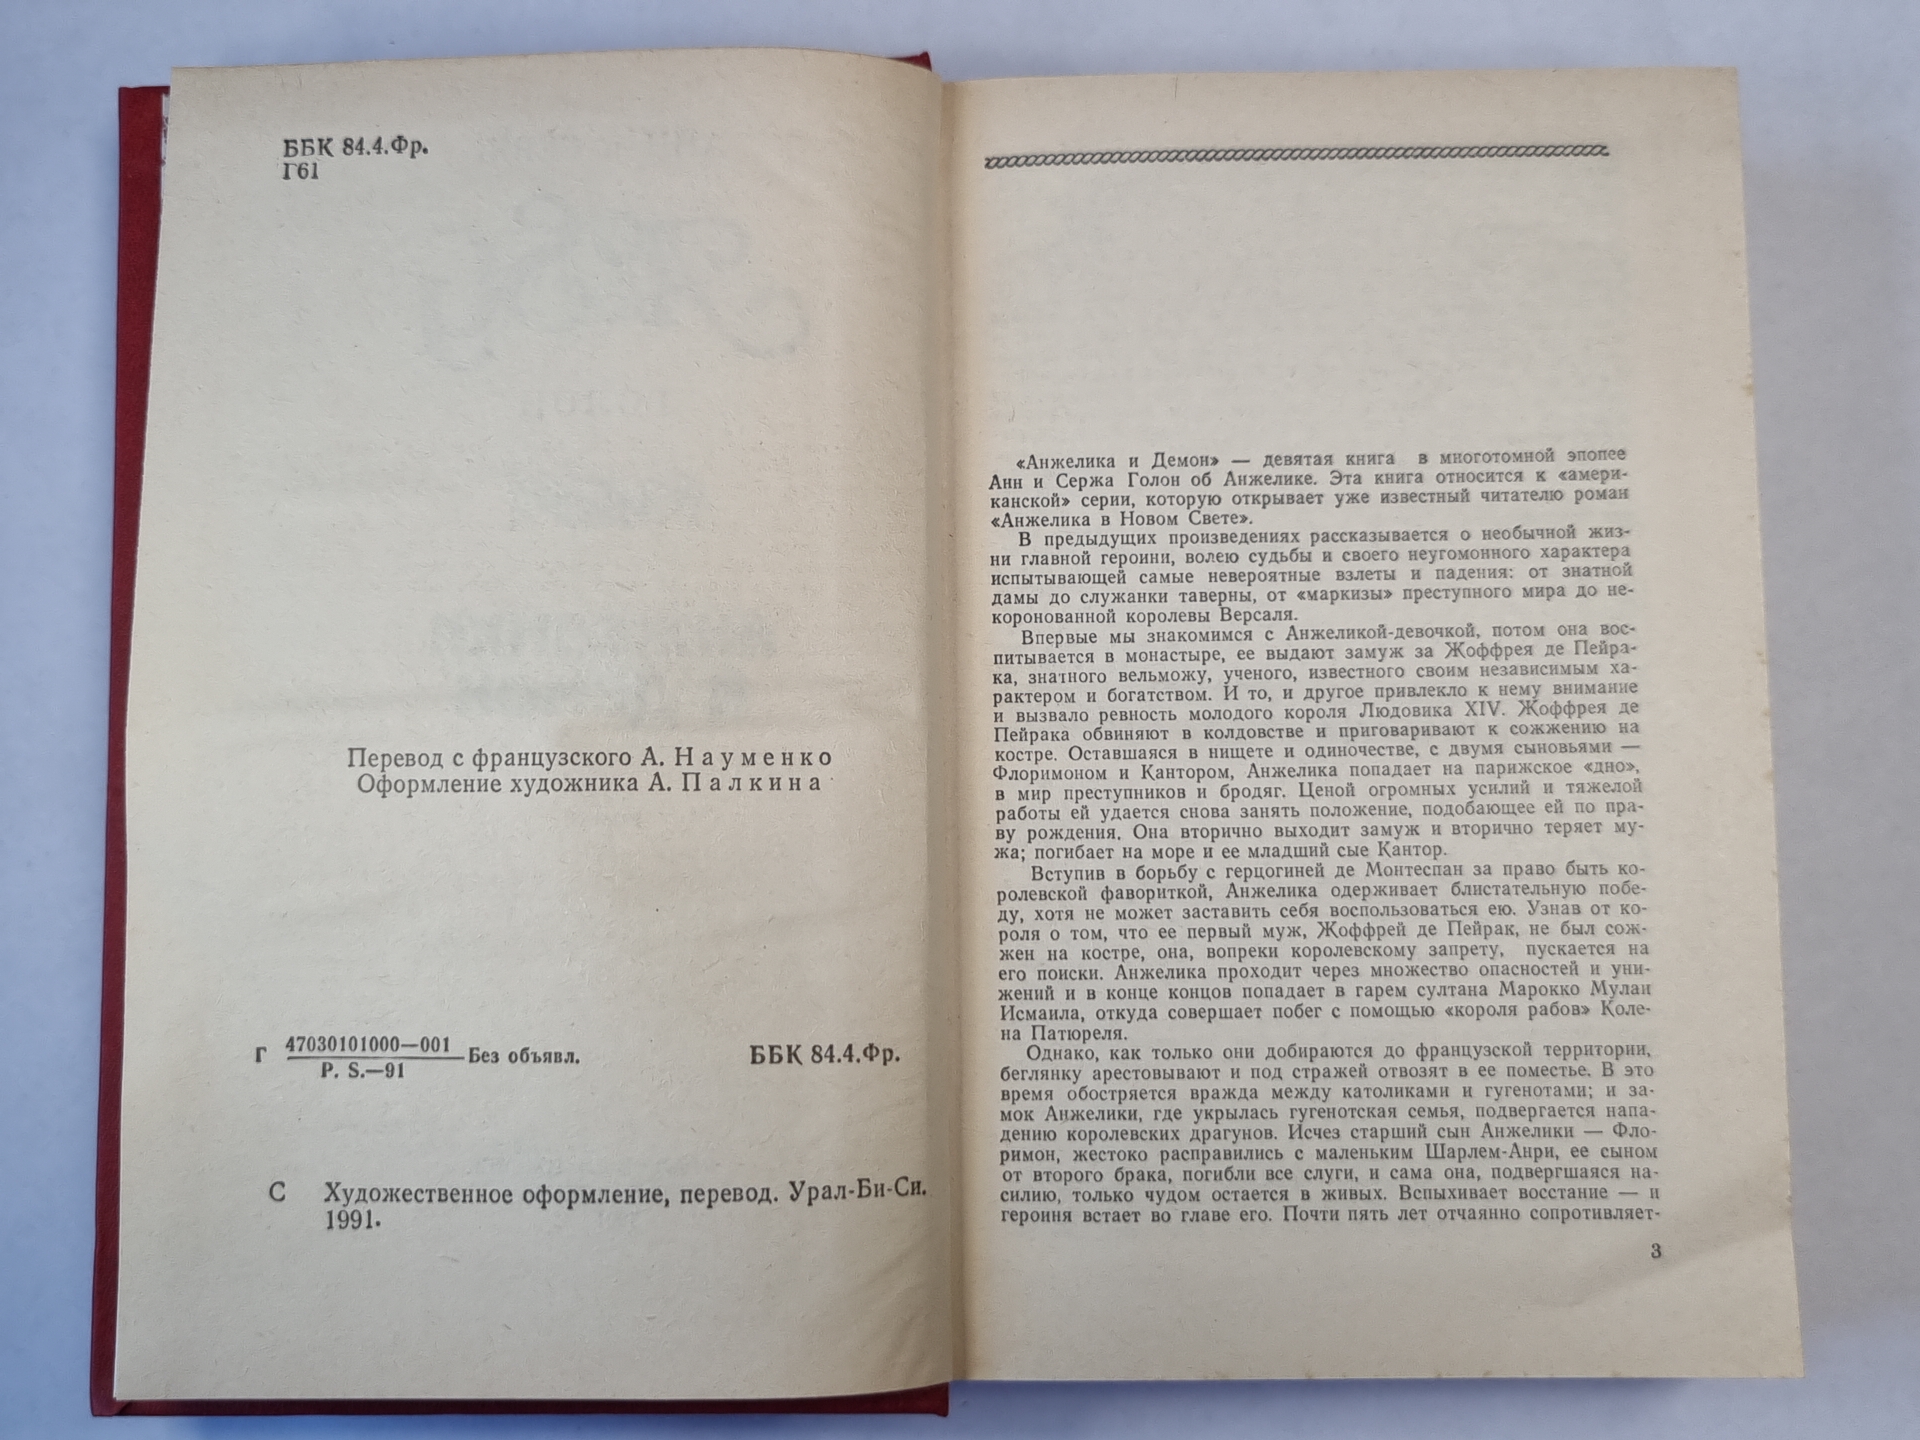 ББК 84.4.Фр.
Г61
Перевод с французского А. Науменко
Оформление художника А. Палкина
Г 47030101000—001 Без объявл.
Р. S.—91
ББК 84.4.Фр.
С Художественное оформление, перевод. Урал-Би-Си.
1991.
«Анжелика и Демон» — девятая книга в многотомной эпопее
Анн и Сержа Голон об Анжелике. Эта книга относится к «амери-
канской» серии, которую открывает уже известный читателю роман
«Анжелика в Новом Свете».
В предыдущих произведениях рассказывается о необычной жиз-
ни главной героини, волею судьбы и своего неугомонного характера
испытывающей самые невероятные взлеты и падения: от знатной
дамы до служанки таверны, от «маркизы» преступного мира до не-
коронованной королевы Версаля.
Впервые мы знакомимся с Анжеликой-девочкой, потом она вос-
питывается в монастыре, ее выдают замуж за Жоффрея де Пейра-
ка, знатного вельможу, ученого, известного своим независимым ха-
рактером и богатством. И то, и другое привлекло к нему внимание
и вызвало ревность молодого короля Людовика XIV. Жоффрея де
Пейрака обвиняют в колдовстве и приговаривают к сожжению на
костре. Оставшаяся в нищете и одиночестве, с двумя сыновьями —
Флоримоном и Кантором, Анжелика попадает на парижское «дно»,
в мир преступников и бродяг. Ценой огромных усилий и тяжелой
работы ей удается снова занять положение, подобающее ей по пра-
ву рождения. Она вторично выходит замуж и вторично теряет му-
жа; погибает на море и ее младший сые Кантор.
Вступив в борьбу с герцогиней де Монтеспан за право быть ко-
ролевской фавориткой, Анжелика одерживает блистательную побе-
ду, хотя не может заставить себя воспользоваться ею. Узнав от ко-
роля о том, что ее первый муж, Жоффрей де Пейрак, не был сож-
жен на костре, она, вопреки королевскому запрету, пускается на
его поиски. Анжелика проходит через множество опасностей и уни-
жений и в конце концов попадает в гарем султана Марокко Мулаи
Исмаила, откуда совершает побег с помощью «короля рабов» Коле-
на Патюреля.
Однако, как только они добираются до французской территории,
беглянку арестовывают и под стражей отвозят в ее поместье. В это
время обостряется вражда между католиками и гугенотами; и за-
мок Анжелики, где укрылась гугенотская семья, подвергается напа-
дению королевских драгунов. Исчез старший сын Анжелики — Фло-
римон, жестоко расправились с маленьким Шарлем-Анри, ее сыном
от второго брака, погибли все слуги, и сама она, подвергшаяся на-
силию, только чудом остается в живых. Вспыхивает восстание — и
героиня встает во главе его. Почти пять лет отчаянно сопротивляет-
3